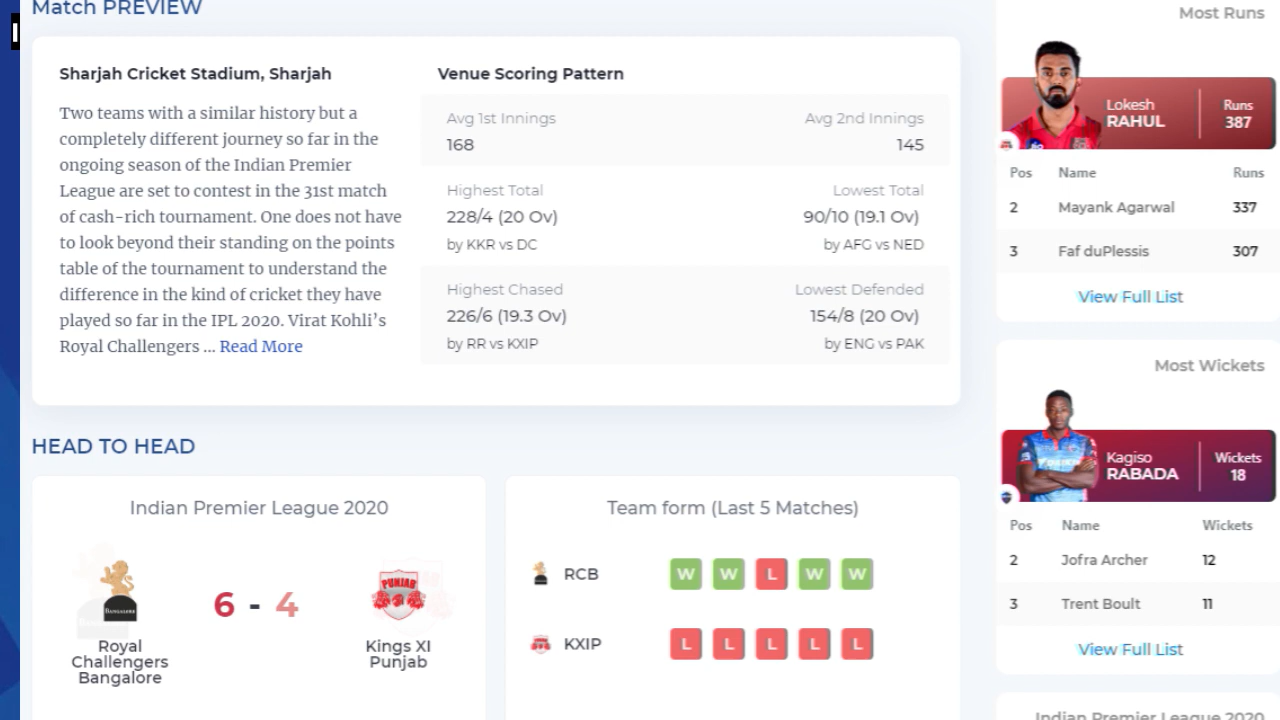 Match PREVIEW
Sharjah Cricket Stadium, Sharjah
Two teams with a similar history but a
completely different journey so far in the
ongoing season of the Indian Premier
League are set to contest in the 31st match
of cash-rich tournament. One does not have
to look beyond their standing on the points
table of the tournament to understand the
difference in the kind of cricket they have
played so far in the IPL 2020. Virat Kohli’s
Royal Challengers ... Read More
Venue Scoring Pattern
Avg 1st Innings Avg 2nd Innings
168 145
Highest Total Lowest Total
228/4 (20 Ov) 90/10 (19.1 Ov)
by KKR vs DC by AFG vs NED
Highest Chased Lowest Defended
226/6 (19.3 Ov) 154/8 (20 Ov)
by RR vs KXIP by ENG vs PAK
HEAD TO HEAD
Indian Premier League 2020
6 - 4
PUNJAB
BANGALORE
Royal
Challengers
Bangalore
Kings XI
Punjab
Team form (Last 5 Matches)
RCB W W L W W
KXIP L L L L L
Most Runs
Lokesh Runs
RAHUL 387
Pos Name Runs
2 Mayank Agarwal 337
3 Faf duPlessis 307
View Full List
Most Wickets
Kagiso Wickets
RABADA 18
Pos Name Wickets
2 Jofra Archer 12
3 Trent Boult 11
View Full List
Indian Premier League 2020